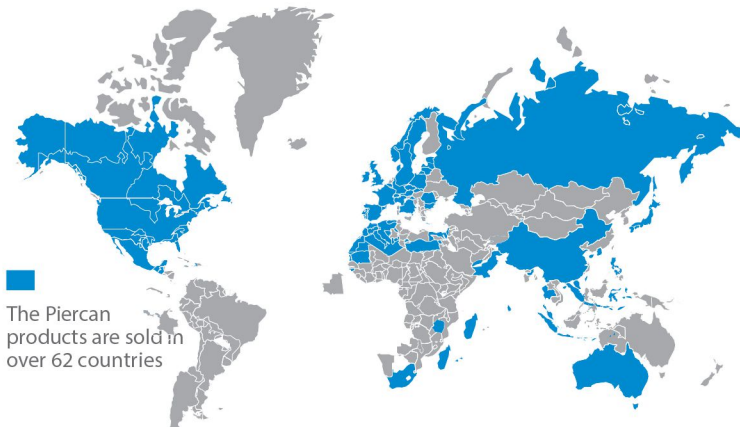 The Piercan
products are sold in
over 62 countries